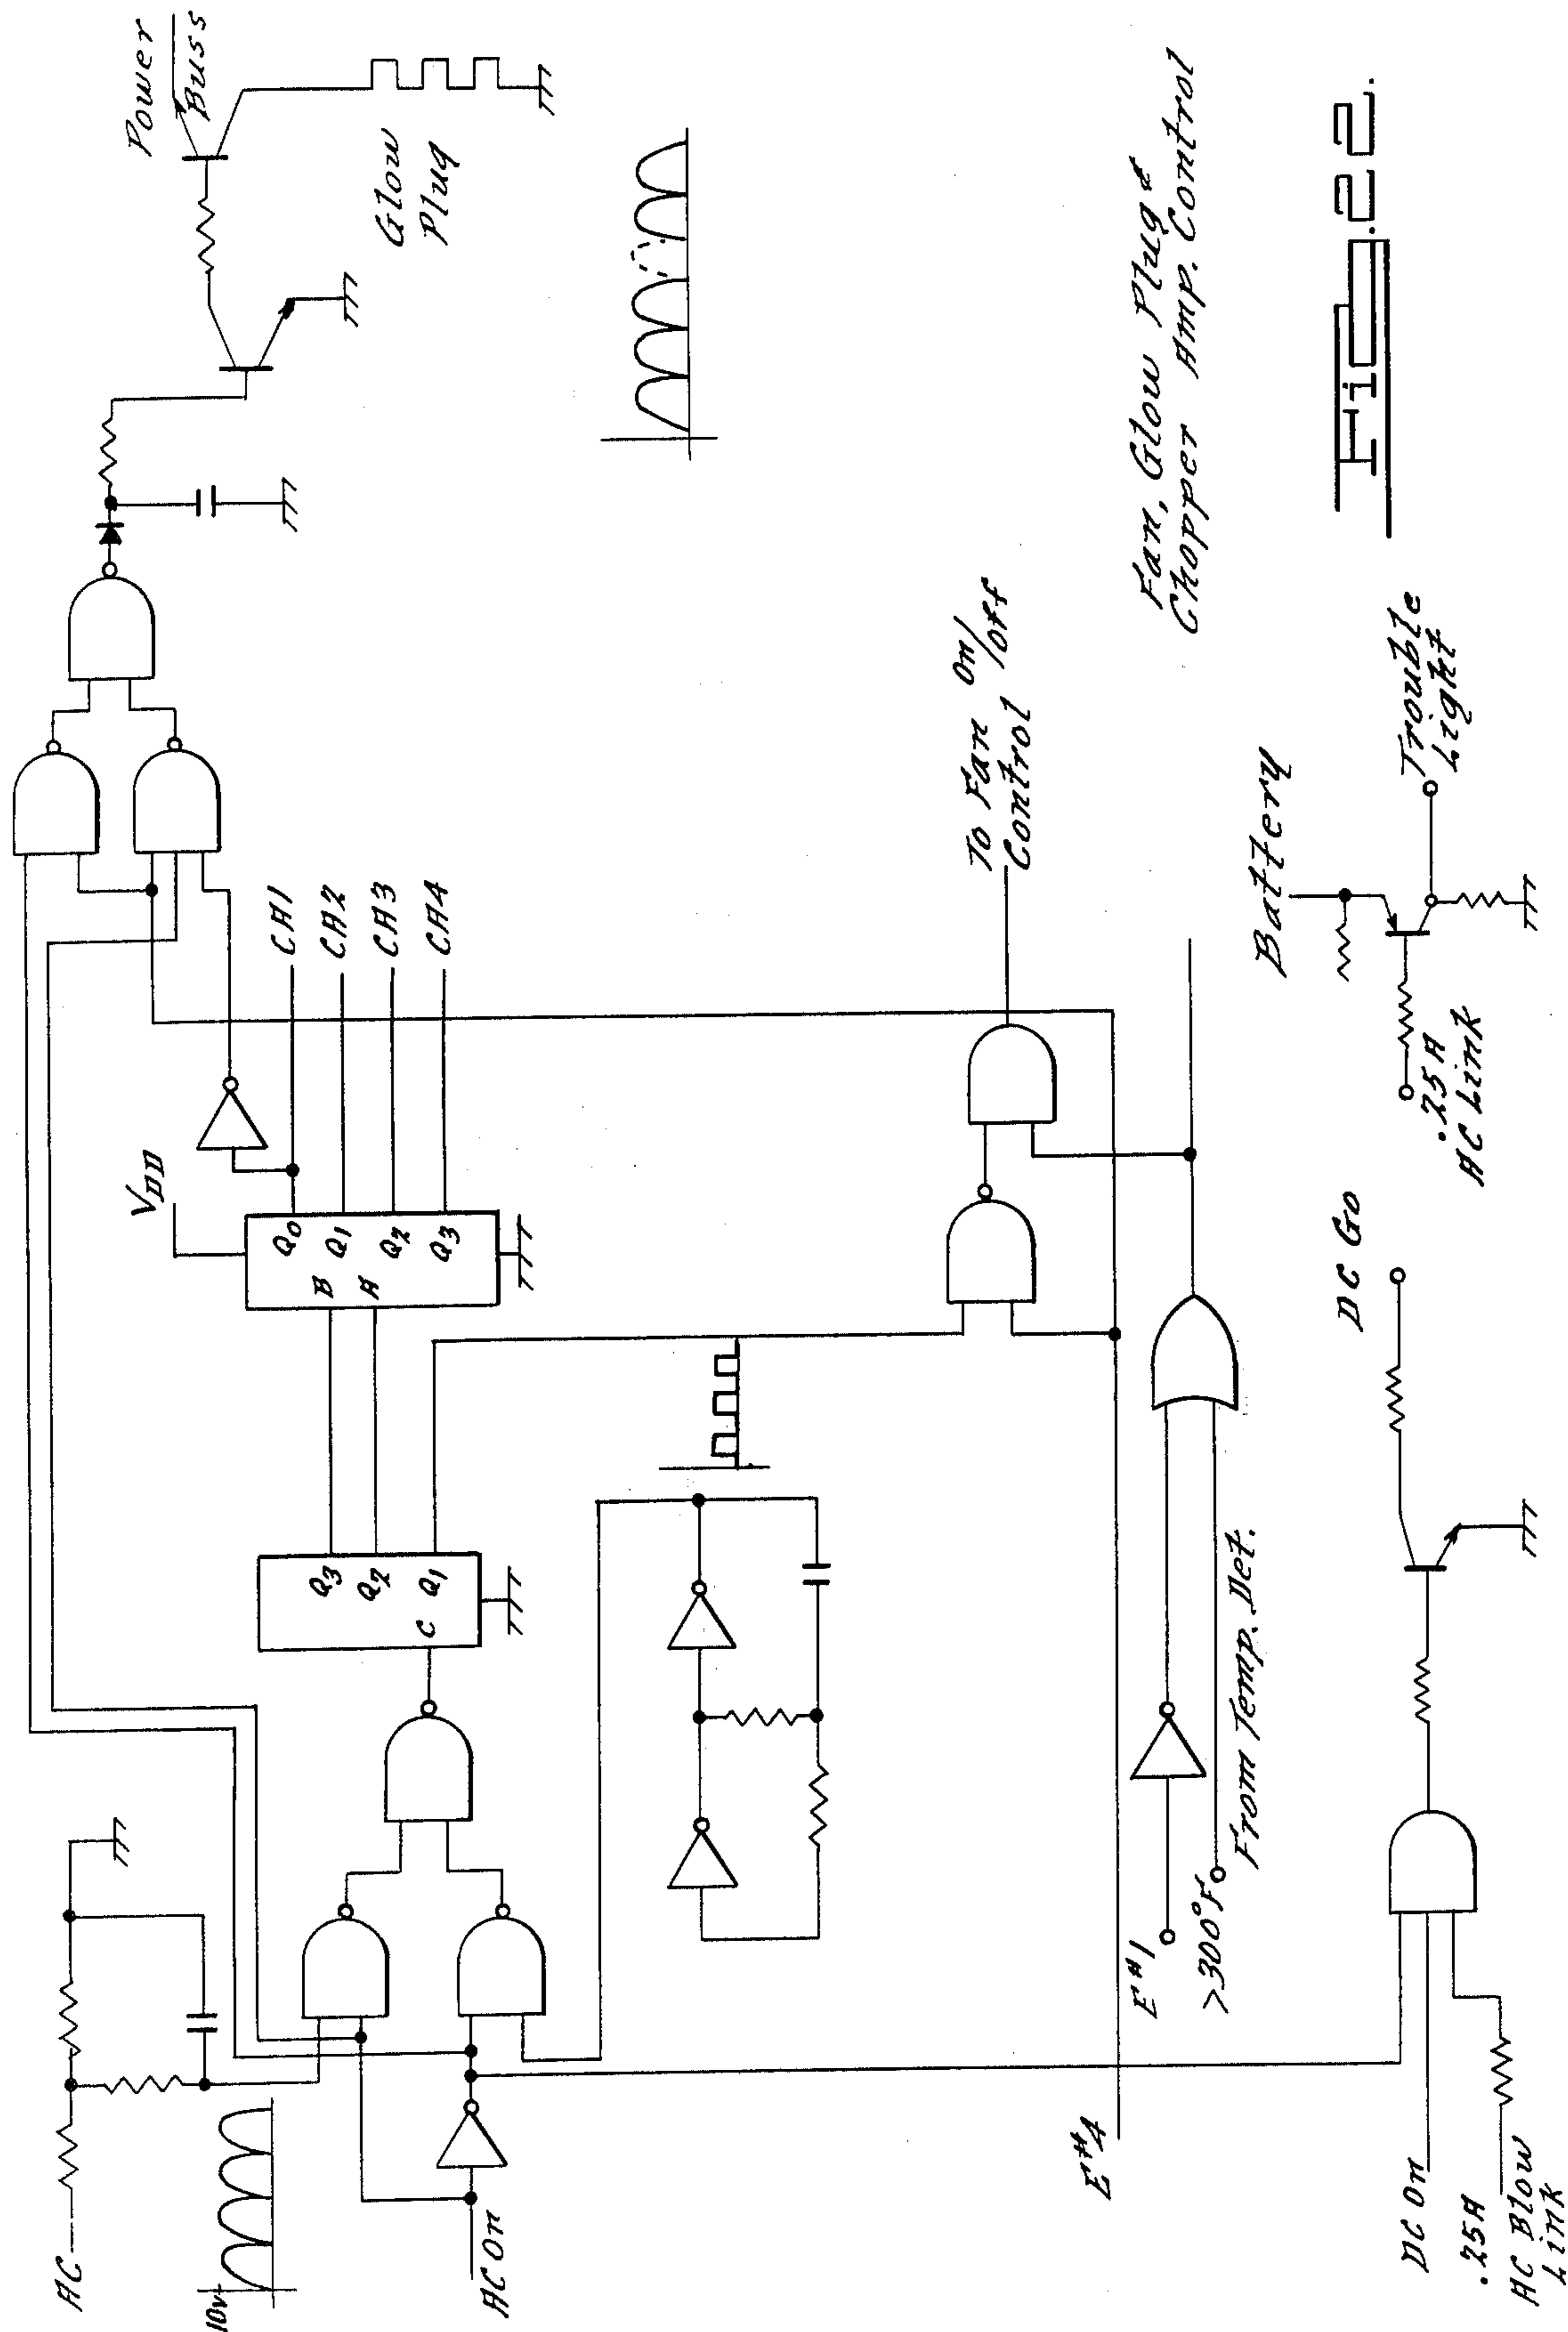 AC
10v
AC On
Power
Buss
Glow
Plug
VDD
B
A
Q0
Q1
Q2
Q3
CA1
CA2
CA3
CA4
Q3
Q2
Q1
C
To Fan On/Off
Control
E#4
E#1
>300°F
From Temp. Det.
DC On
.25A
AC Blow
Link
DC Go
Battery
.25A
AC Link
Trouble
Light
Fan, Glow Plug &
Chopper Amp. Control
Fig. 22.